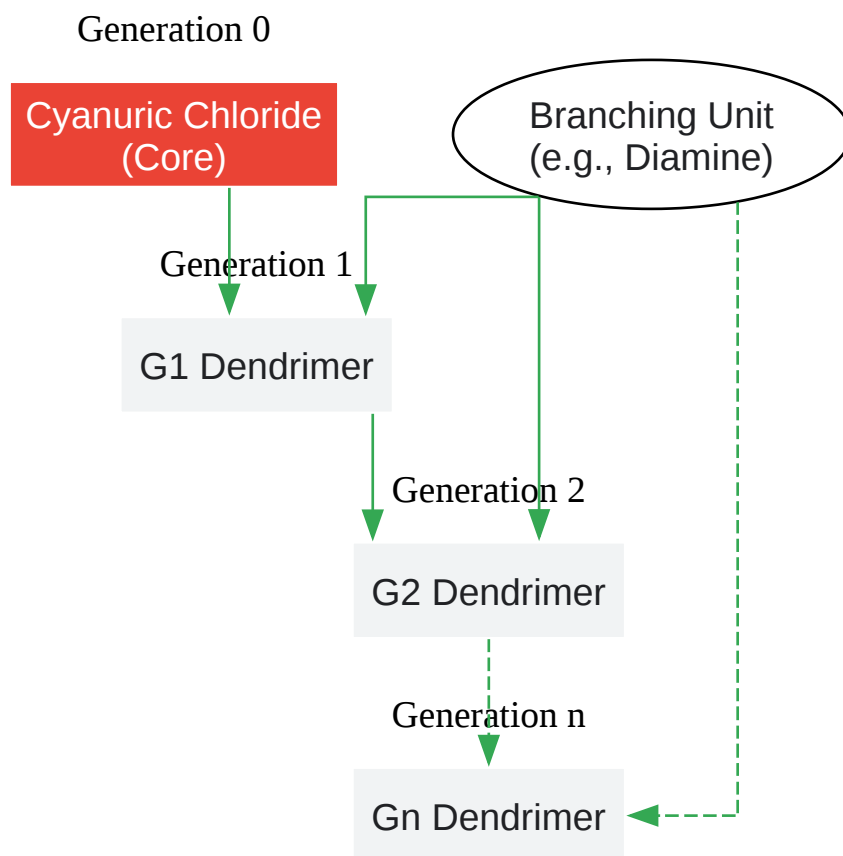 Generation 0
Cyanuric Chloride
(Core)
Branching Unit
(e.g., Diamine)
Generation 1
G1 Dendrimer
Generation 2
G2 Dendrimer
Generation n
Gn Dendrimer